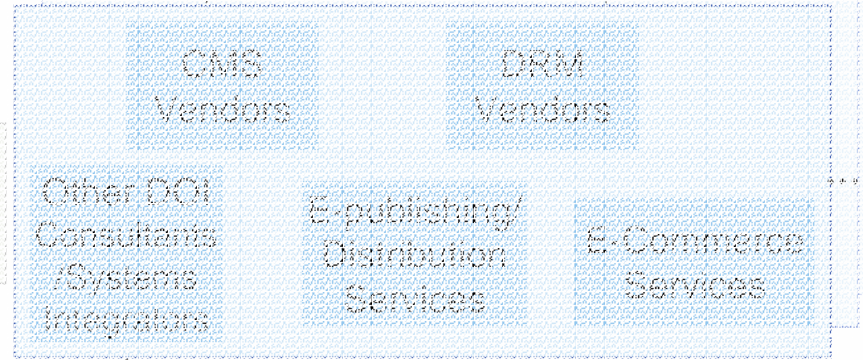 CMS
Vendors
DRM
Vendors
Other DOI
Consultants
/Systems
Integrators
E-publishing/
Distribution
Services
E-Commerce
Services